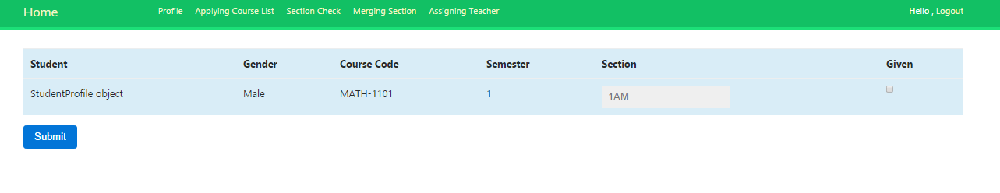 Home Profile Applying Course List Section Check Merging Section Assigning Teacher Hello , Logout
Student Gender Course Code Semester Section Given
StudentProfile object Male MATH-1101 1 1AM
Submit